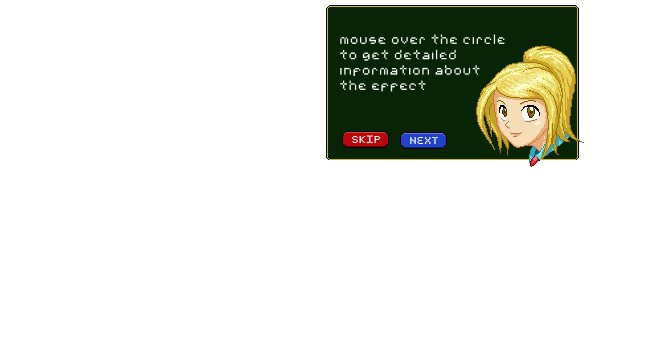 mouse over the circle
to get detailed
information about
the effect
SKIP NEXT